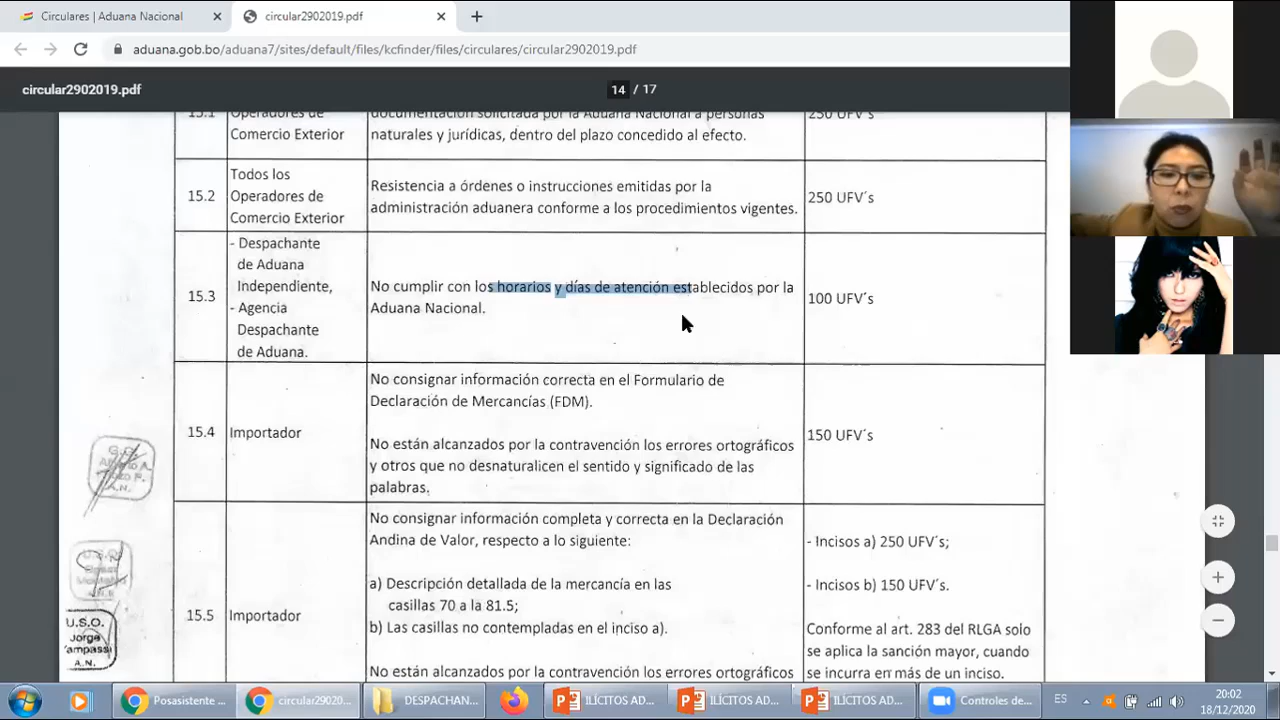 Circulares | Aduana Nacional
circular2902019.pdf
aduana.gob.bo/aduana7/sites/default/files/kcfinder/files/circulares/circular2902019.pdf
circular2902019.pdf
14 / 17
15.1
Operadores de
Comercio Exterior
documentación solicitada por la Aduana Nacional a personas
naturales y jurídicas, dentro del plazo concedido al efecto.
250 UFV's
15.2
Todos los
Operadores de
Comercio Exterior
Resistencia a órdenes o instrucciones emitidas por la
administración aduanera conforme a los procedimientos vigentes.
250 UFV´s
15.3
- Despachante
de Aduana
Independiente,
- Agencia
Despachante
de Aduana.
No cumplir con los horarios y días de atención establecidos por la
Aduana Nacional.
100 UFV´s
15.4
Importador
No consignar información correcta en el Formulario de
Declaración de Mercancías (FDM).
No están alcanzados por la contravención los errores ortográficos
y otros que no desnaturalicen el sentido y significado de las
palabras.
150 UFV´s
15.5
Importador
No consignar información completa y correcta en la Declaración
Andina de Valor, respecto a lo siguiente:
a) Descripción detallada de la mercancía en las
casillas 70 a la 81.5;
b) Las casillas no contempladas en el inciso a).
No están alcanzados por la contravención los errores ortográficos
- Incisos a) 250 UFV´s;
- Incisos b) 150 UFV´s.
Conforme al art. 283 del RLGA solo
se aplica la sanción mayor, cuando
se incurra en más de un inciso.
U.S.O.
Jorge
A.N.
Posasistente ...
circular29020...
DESPACHAN...
ILÍCITOS AD...
ILÍCITOS AD...
ILÍCITOS AD...
Controles de...
ES
20:02
18/12/2020